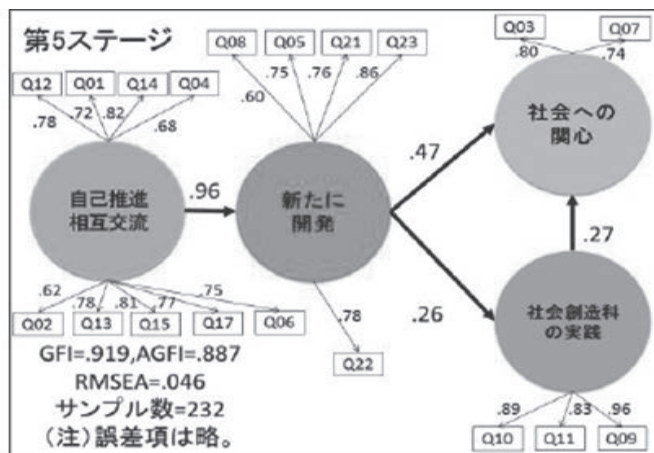 第5ステージ
Q08 Q05 Q21 Q23
Q03 Q07
.75 .76 .86
.80 .74
.60
Q12 Q01 Q14 Q04
.78 .72 .82 .68
社会への
関心
.47
自己推進
相互交流
.96
新たに
開発
.27
.26
社会創造科
の実践
.62 .78 .81 .77 .75
Q02 Q13 Q15 Q17 Q06
.78
Q22
GFI=.919,AGFI=.887
RMSEA=.046
サンプル数=232
(注)誤差項は略。
.89 .83 .96
Q10 Q11 Q09